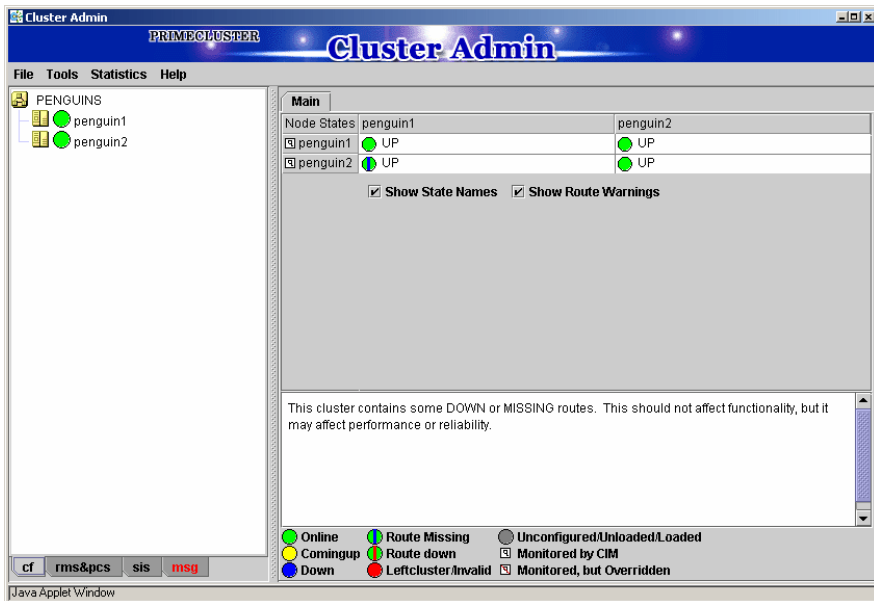 Cluster Admin
PRIMECLUSTER
Cluster Admin
File Tools Statistics Help
PENGUINS
penguin1
penguin2
Main
Node States penguin1 penguin2
penguin1 UP UP
penguin2 UP UP
Show State Names Show Route Warnings
This cluster contains some DOWN or MISSING routes. This should not affect functionality, but it
may affect performance or reliability.
Online Route Missing Unconfigured/Unloaded/Loaded
Comingup Route down Monitored by CIM
Down Leftcluster/Invalid Monitored, but Overridden
cf rms&pcs sis msg
Java Applet Window